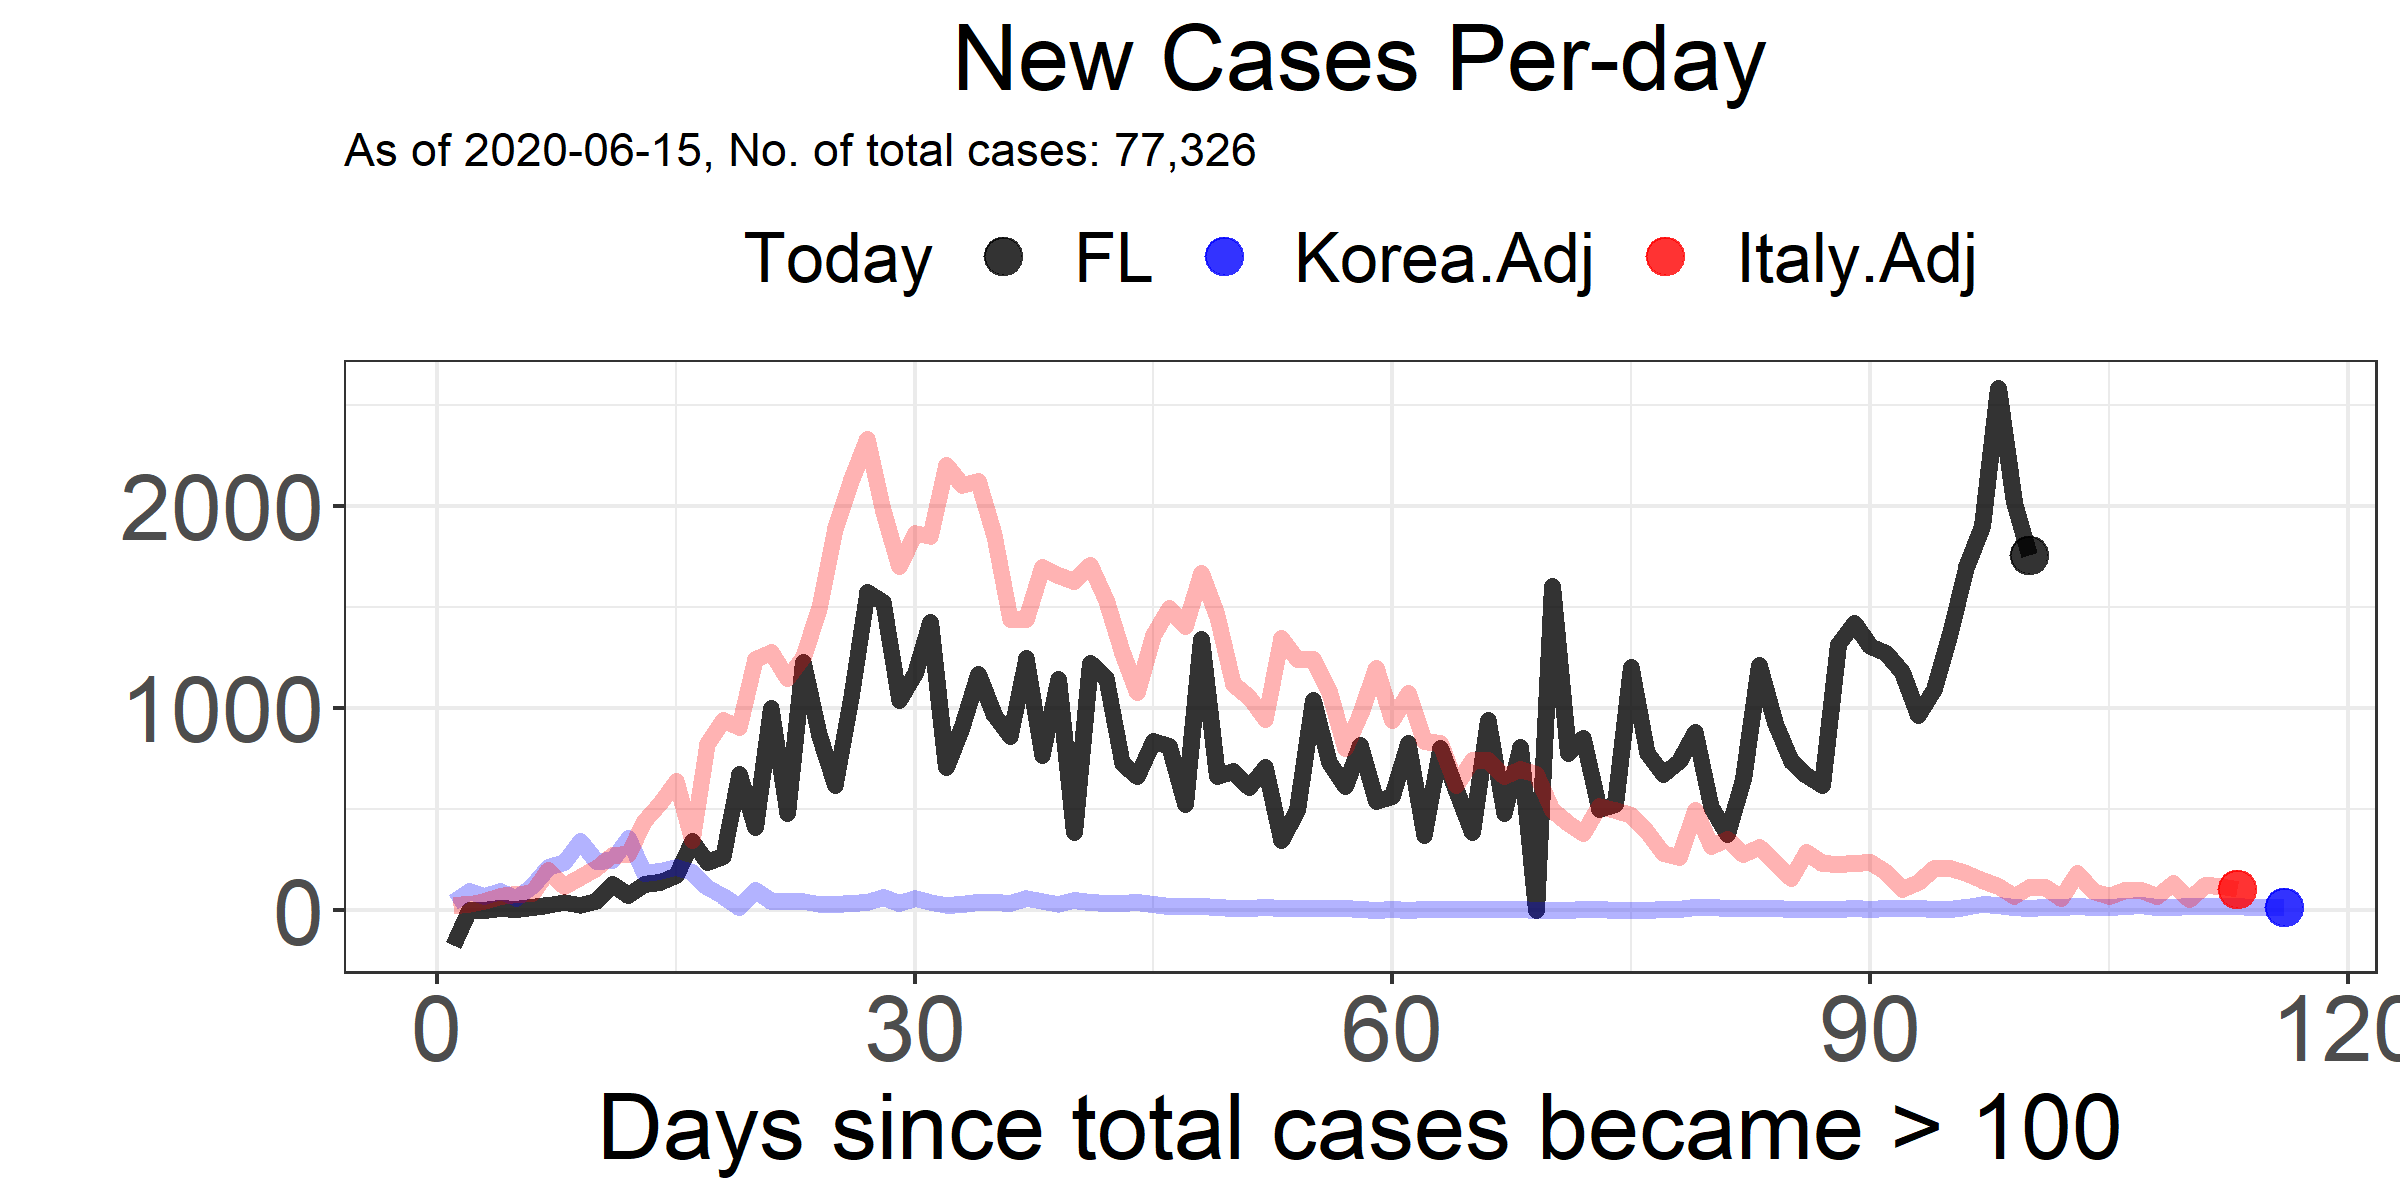 New Cases Per-day
As of 2020-06-15, No. of total cases: 77,326
Today FL Korea.Adj Italy.Adj
2000
1000
0
0 30 60 90 120
Days since total cases became > 100